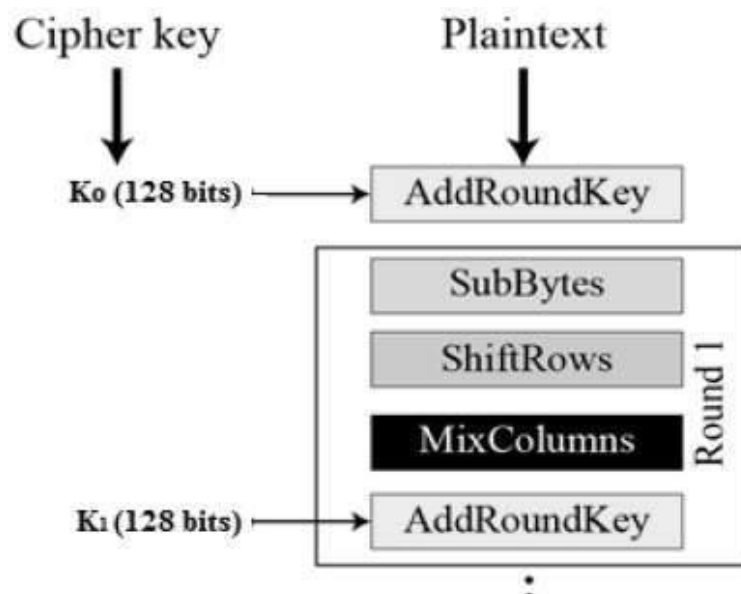 Cipher key
Plaintext
K₀ (128 bits)
AddRoundKey
SubBytes
ShiftRows
Round 1
MixColumns
K₁ (128 bits)
AddRoundKey